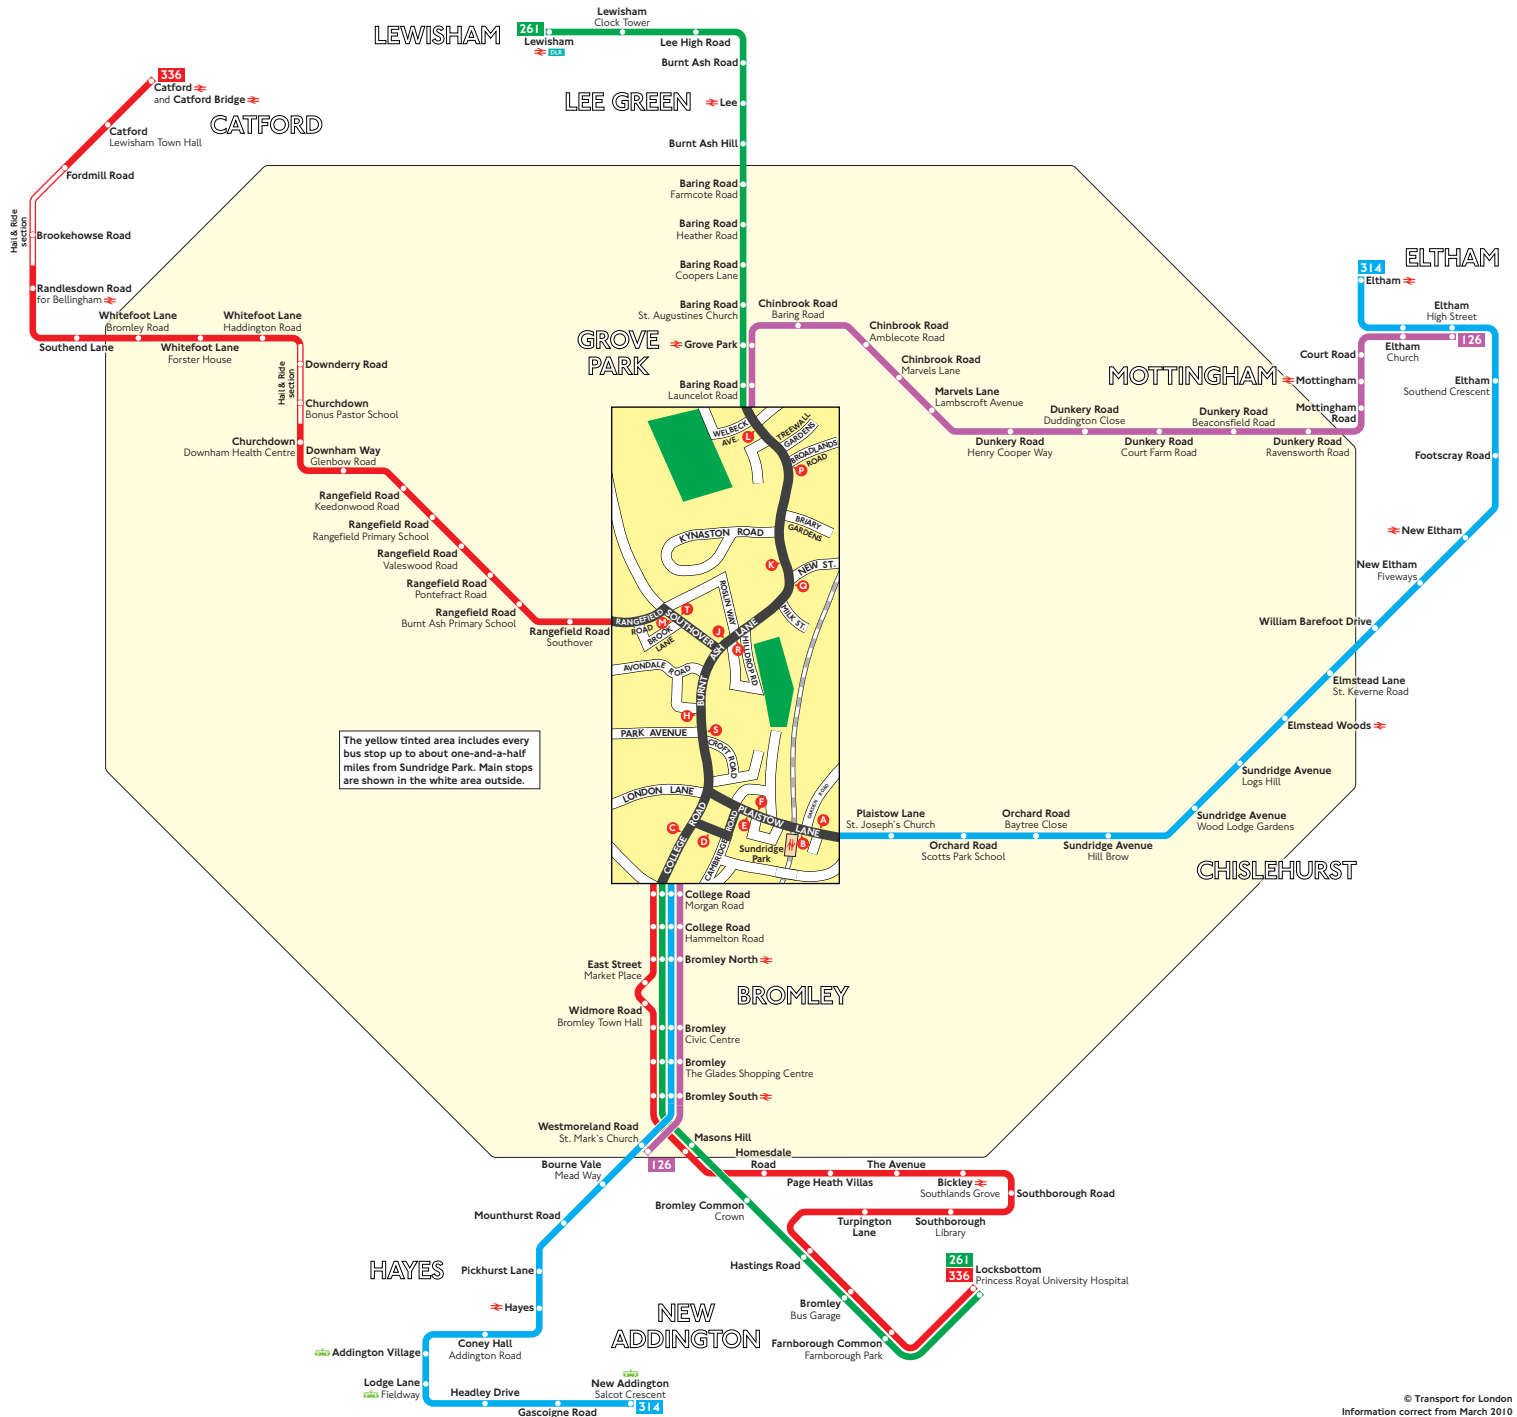 LEWISHAM
261
Lewisham
DLR
Lewisham
Clock Tower
Lee High Road
Burnt Ash Road
LEE GREEN
Lee
Burnt Ash Hill
336
Catford
and Catford Bridge
CATFORD
Catford
Lewisham Town Hall
Fordmill Road
Hail & Ride
section
Brookehowse Road
Randlesdown Road
for Bellingham
Southend Lane
Whitefoot Lane
Bromley Road
Whitefoot Lane
Forster House
Whitefoot Lane
Haddington Road
Hail & Ride
section
Downderry Road
Churchdown
Bonus Pastor School
Churchdown
Downham Health Centre
Downham Way
Glenbow Road
Rangefield Road
Keedonwood Road
Rangefield Road
Rangefield Primary School
Rangefield Road
Valeswood Road
Rangefield Road
Pontefract Road
Rangefield Road
Burnt Ash Primary School
Rangefield Road
Southover
Baring Road
Farmcote Road
Baring Road
Heather Road
Baring Road
Coopers Lane
Baring Road
St. Augustines Church
GROVE
PARK
Grove Park
Baring Road
Launcelot Road
Chinbrook Road
Baring Road
Chinbrook Road
Amblecote Road
Chinbrook Road
Marvels Lane
Marvels Lane
Lambscroft Avenue
Dunkery Road
Henry Cooper Way
Dunkery Road
Duddington Close
Dunkery Road
Court Farm Road
Dunkery Road
Beaconsfield Road
Dunkery Road
Ravensworth Road
MOTTINGHAM
Mottingham
Road
Mottingham
Court Road
Eltham
Church
126
ELTHAM
314
Eltham
Eltham
High Street
Eltham
Southend Crescent
Footscray Road
New Eltham
New Eltham
Fiveways
William Barefoot Drive
Elmstead Lane
St. Keverne Road
Elmstead Woods
Sundridge Avenue
Logs Hill
Sundridge Avenue
Wood Lodge Gardens
CHISLEHURST
Sundridge Avenue
Hill Brow
Orchard Road
Baytree Close
Orchard Road
Scotts Park School
Plaistow Lane
St. Joseph's Church
WELBECK
AVE.
L
TREEWALL
GARDENS
BROADLANDS
ROAD
P
BRIARY
GARDENS
KYNASTON ROAD
K
NEW ST.
Q
MILK ST.
ROSLIN WAY
T
RANGEFIELD
ROAD
M
BROOK
LANE
SOUTHOVER
J
BURNT ASH LANE
R
HILLDROP RD
AVONDALE ROAD
H
S
PARK AVENUE
CROFT ROAD
LONDON LANE
F
PLAISTOW LANE
GARDEN ROAD
A
E
B
C
D
COLLEGE ROAD
CAMBRIDGE ROAD
Sundridge
Park
The yellow tinted area includes every
bus stop up to about one-and-a-half
miles from Sundridge Park. Main stops
are shown in the white area outside.
College Road
Morgan Road
College Road
Hammelton Road
Bromley North
East Street
Market Place
Widmore Road
Bromley Town Hall
BROMLEY
Bromley
Civic Centre
Bromley
The Glades Shopping Centre
Bromley South
Westmoreland Road
St. Mark's Church
126
Masons Hill
Homesdale
Road
Page Heath Villas
The Avenue
Bickley
Southlands Grove
Southborough Road
Southborough
Library
Turpington
Lane
Bromley Common
Crown
Hastings Road
Bromley
Bus Garage
Farnborough Common
Farnborough Park
261
336
Locksbottom
Princess Royal University Hospital
Bourne Vale
Mead Way
Mounthurst Road
Pickhurst Lane
HAYES
Hayes
Coney Hall
Addington Road
Addington Village
Lodge Lane
Fieldway
Headley Drive
Gascoigne Road
NEW
ADDINGTON
New Addington
Salcot Crescent
314
© Transport for London
Information correct from March 2010